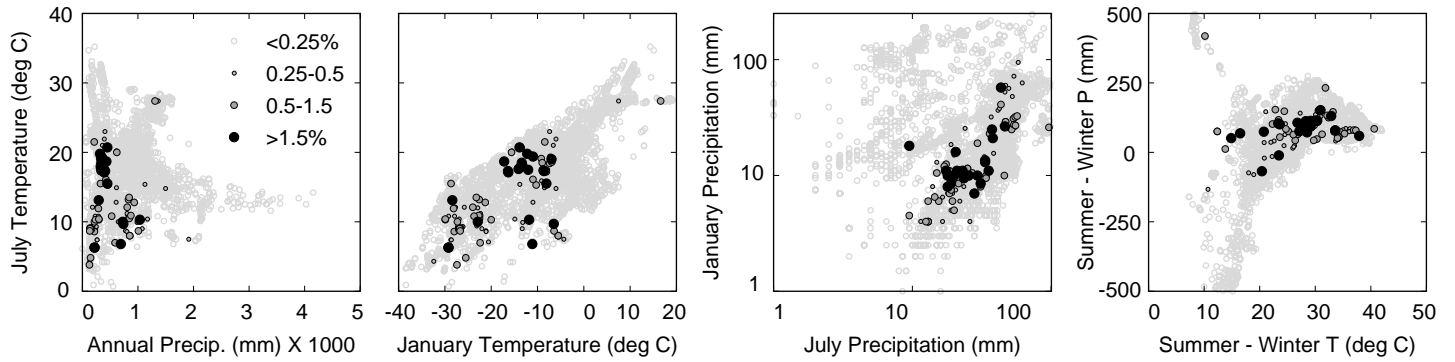 July Temperature (deg C)
40
30
20
10
0
<0.25%
0.25-0.5
0.5-1.5
>1.5%
0 1 2 3 4 5
Annual Precip. (mm) X 1000
-40 -30 -20 -10 0 10 20
January Temperature (deg C)
January Precipitation (mm)
100
10
1
1 10 100
July Precipitation (mm)
Summer - Winter P (mm)
500
250
0
-250
-500
0 10 20 30 40 50
Summer - Winter T (deg C)